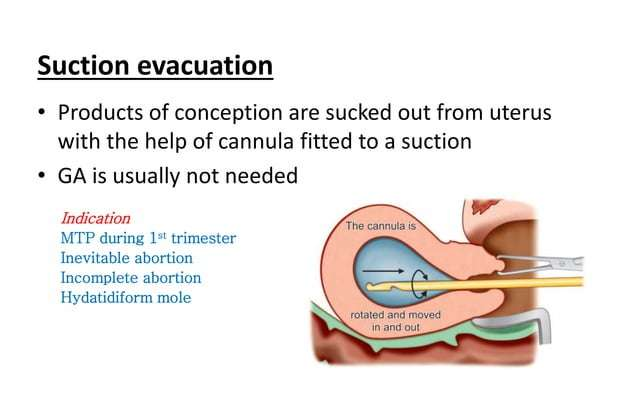 Suction evacuation
• Products of conception are sucked out from uterus
with the help of cannula fitted to a suction
• GA is usually not needed
Indication
MTP during 1st trimester
Inevitable abortion
Incomplete abortion
Hydatidiform mole
The cannula is
rotated and moved
in and out